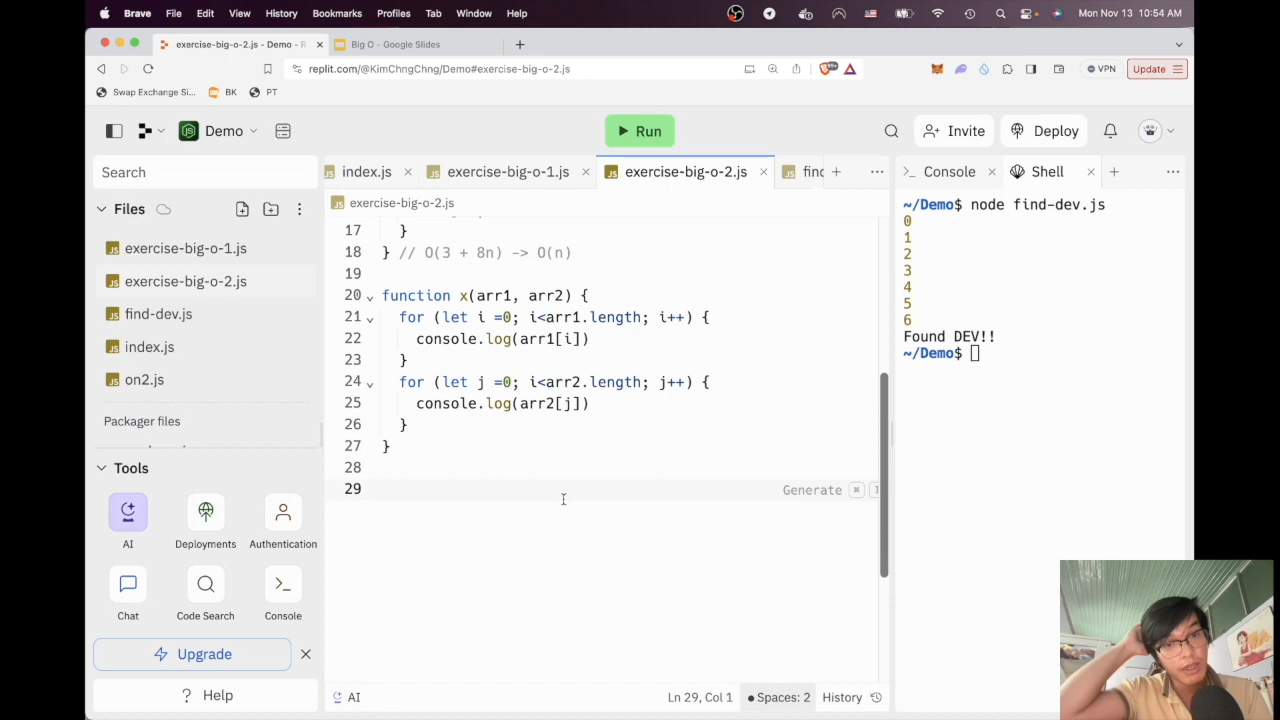 Brave File Edit View History Bookmarks Profiles Tab Window Help Mon Nov 13 10:54 AM
exercise-big-o-2.js - Demo - R
Big O - Google Slides
replit.com/@KimChngChng/Demo#exercise-big-o-2.js
VPN
Update
Swap Exchange Si...
BK
PT
Demo
Run
Invite
Deploy
Search
Files
exercise-big-o-1.js
exercise-big-o-2.js
find-dev.js
index.js
on2.js
Packager files
Tools
AI
Deployments
Authentication
Chat
Code Search
Console
Upgrade
Help
index.js
exercise-big-o-1.js
exercise-big-o-2.js
find
exercise-big-o-2.js
17 }
18 } // O(3 + 8n) -> O(n)
19
20 function x(arr1, arr2) {
21 for (let i =0; i<arr1.length; i++) {
22 console.log(arr1[i])
23 }
24 for (let j =0; i<arr2.length; j++) {
25 console.log(arr2[j])
26 }
27 }
28
29 Generate ⌘ I
AI
Ln 29, Col 1
Spaces: 2
History
Console
Shell
~/Demo$ node find-dev.js
0
1
2
3
4
5
6
Found DEV!!
~/Demo$